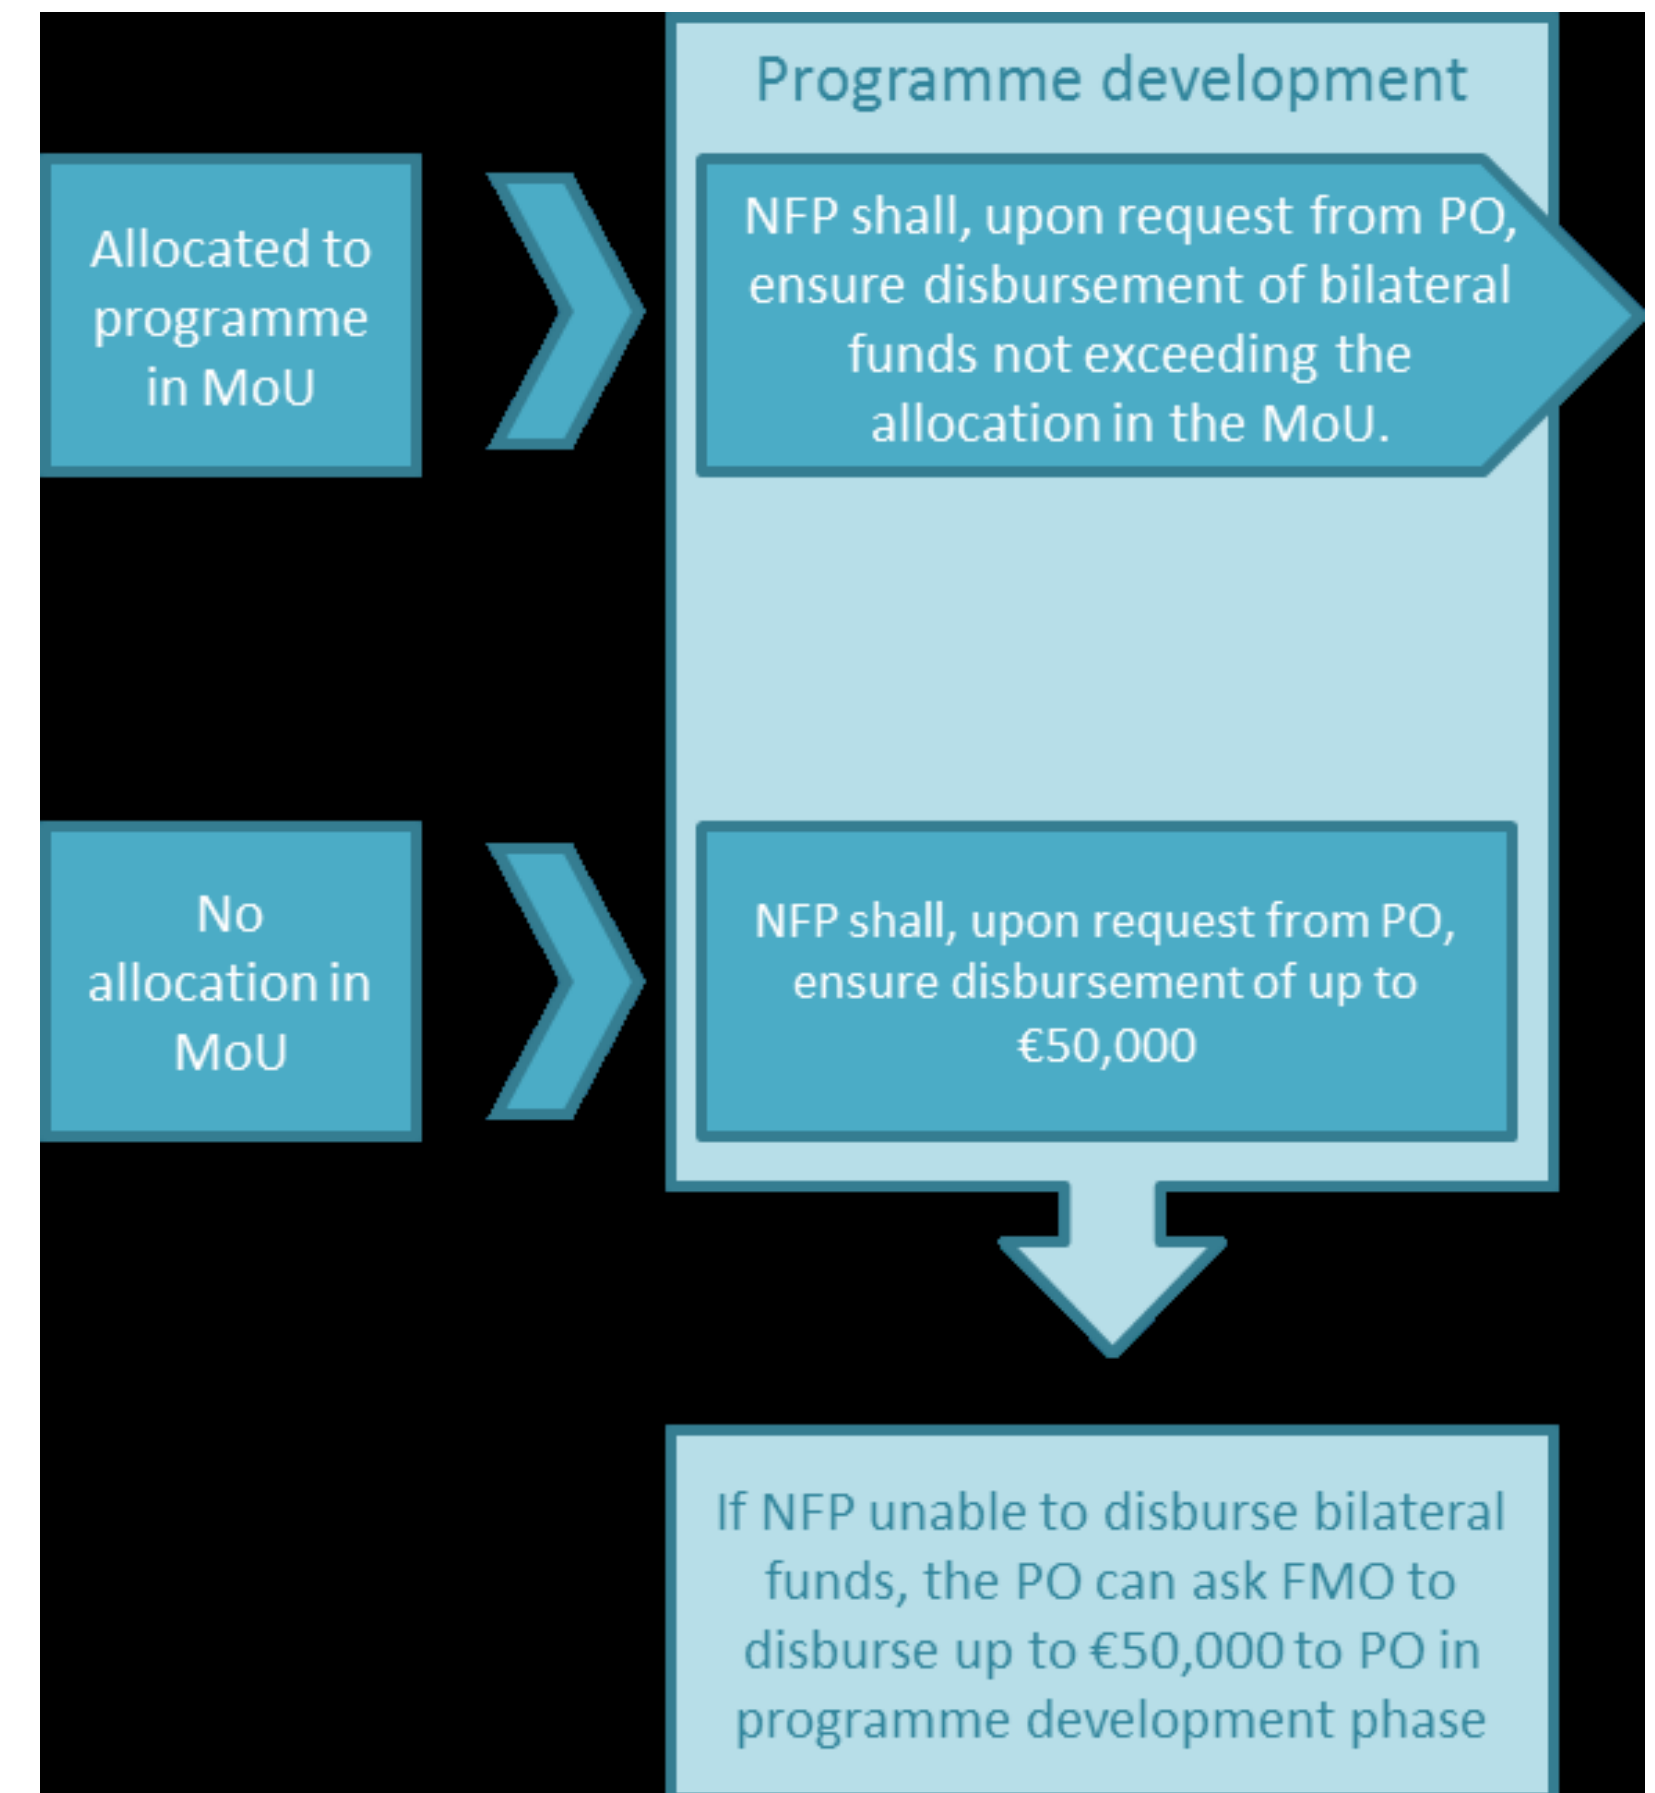 Programme development
Allocated to
programme
in MoU
NFP shall, upon request from PO,
ensure disbursement of bilateral
funds not exceeding the
allocation in the MoU.
No
allocation in
MoU
NFP shall, upon request from PO,
ensure disbursement of up to
€50,000
If NFP unable to disburse bilateral
funds, the PO can ask FMO to
disburse up to €50,000 to PO in
programme development phase